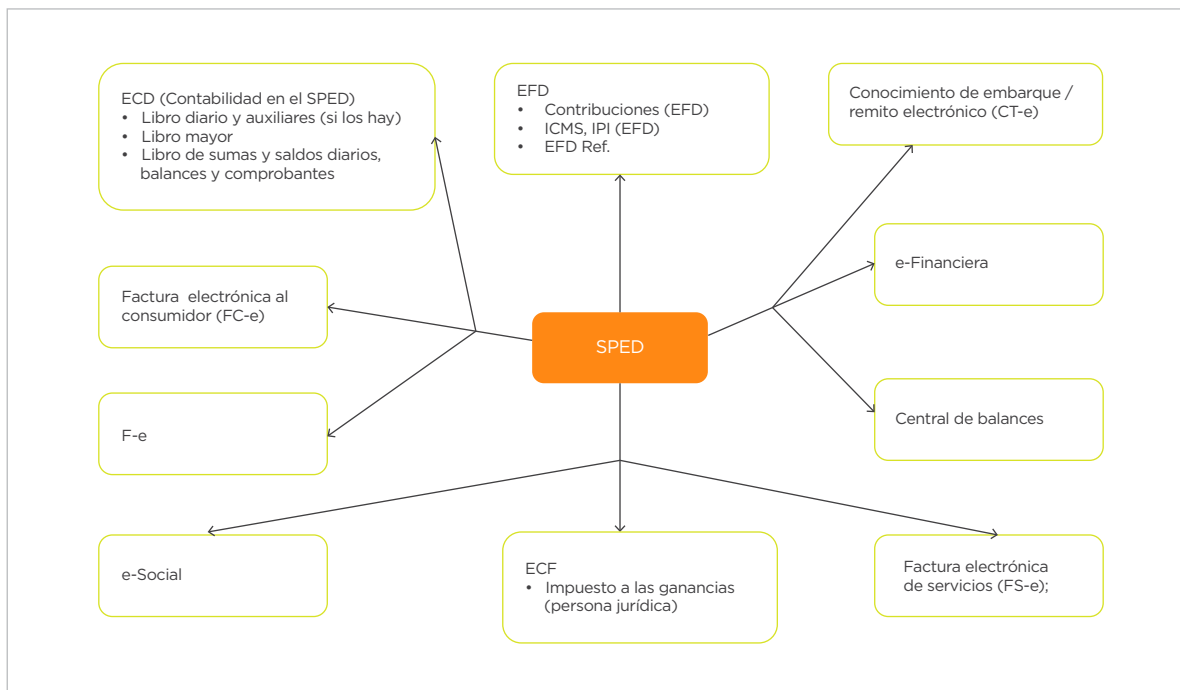 ECD (Contabilidad en el SPED)
• Libro diario y auxiliares (si los hay)
• Libro mayor
• Libro de sumas y saldos diarios,
balances y comprobantes
EFD
• Contribuciones (EFD)
• ICMS, IPI (EFD)
• EFD Ref.
Conocimiento de embarque /
remito electrónico (CT-e)
Factura electrónica al
consumidor (FC-e)
e-Financiera
SPED
F-e
Central de balances
e-Social
ECF
• Impuesto a las ganancias
(persona jurídica)
Factura electrónica
de servicios (FS-e);